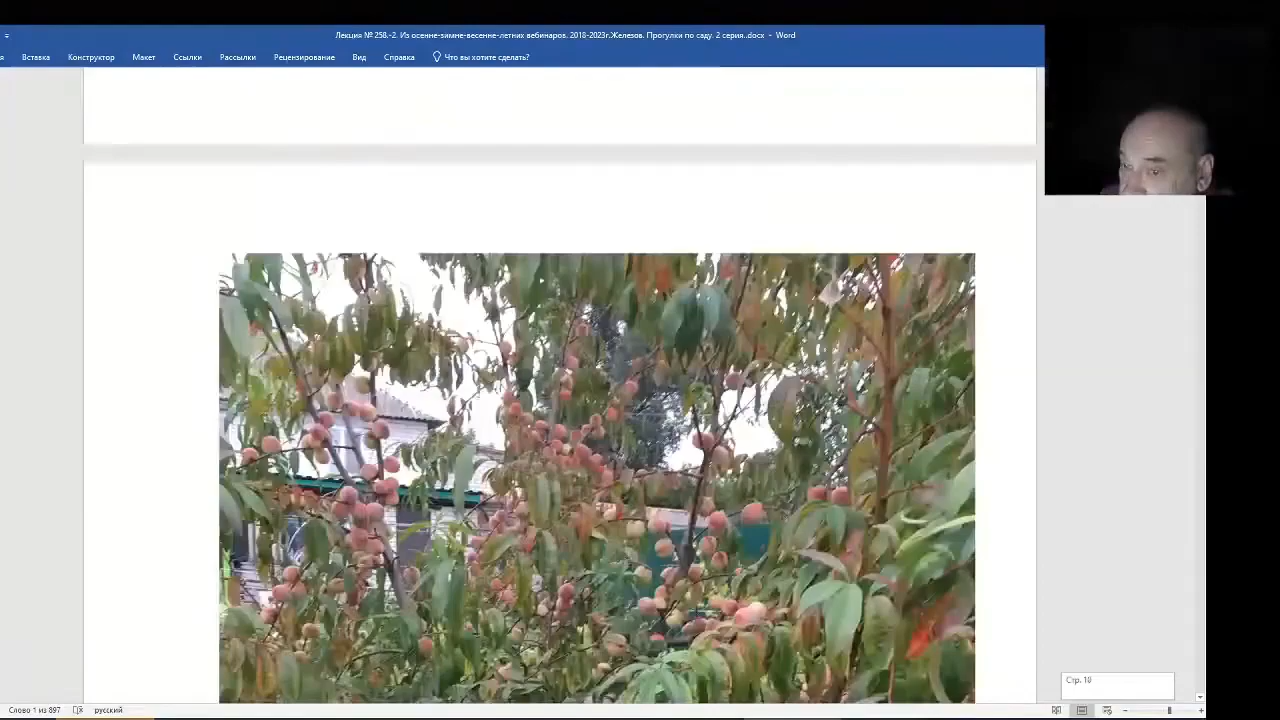 Лекция № 258.-2. Из осенне-зимне-весенне-летних вебинаров. 2018-2023г.Железов. Прогулки по саду. 2 серия..docx - Word
я Вставка Конструктор Макет Ссылки Рассылки Рецензирование Вид Справка Что вы хотите сделать?
Стр. 10
Слово 1 из 897 русский